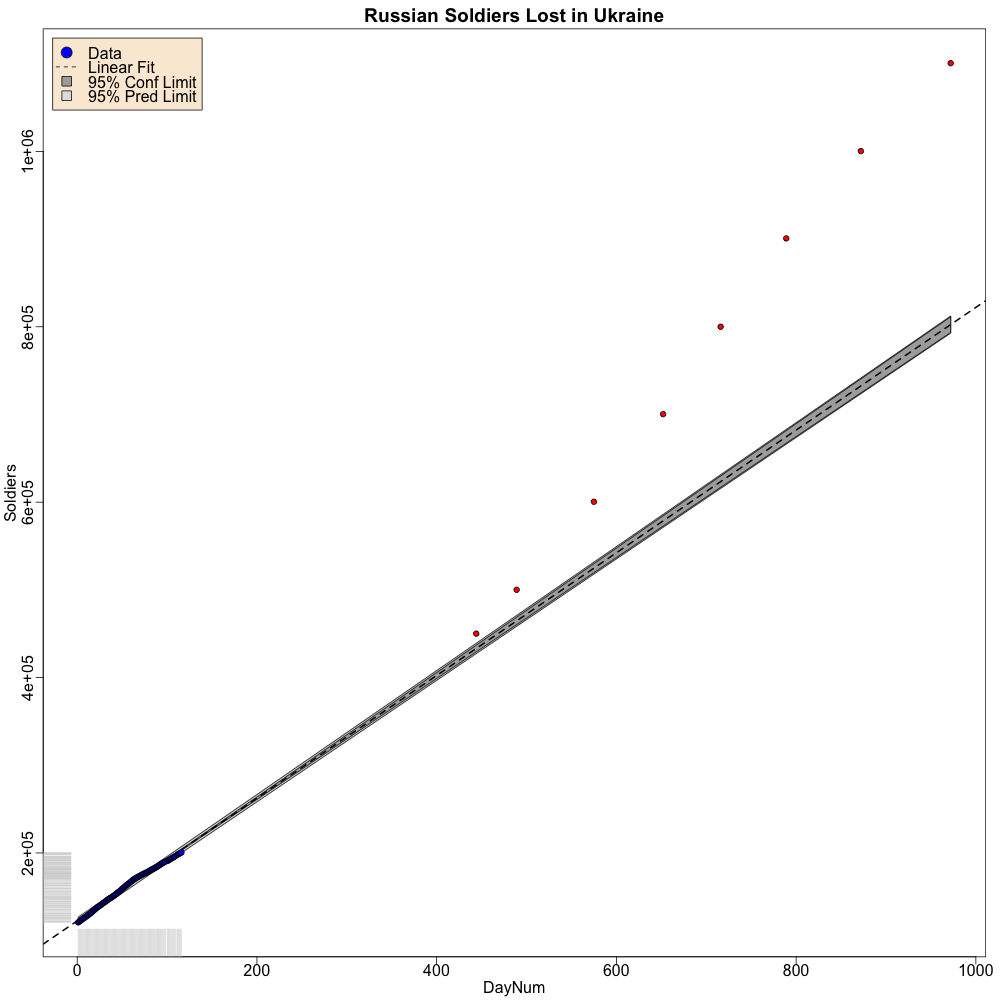 Russian Soldiers Lost in Ukraine
Data
Linear Fit
95% Conf Limit
95% Pred Limit
1e+06
8e+05
6e+05
4e+05
2e+05
Soldiers
0 200 400 600 800 1000
DayNum